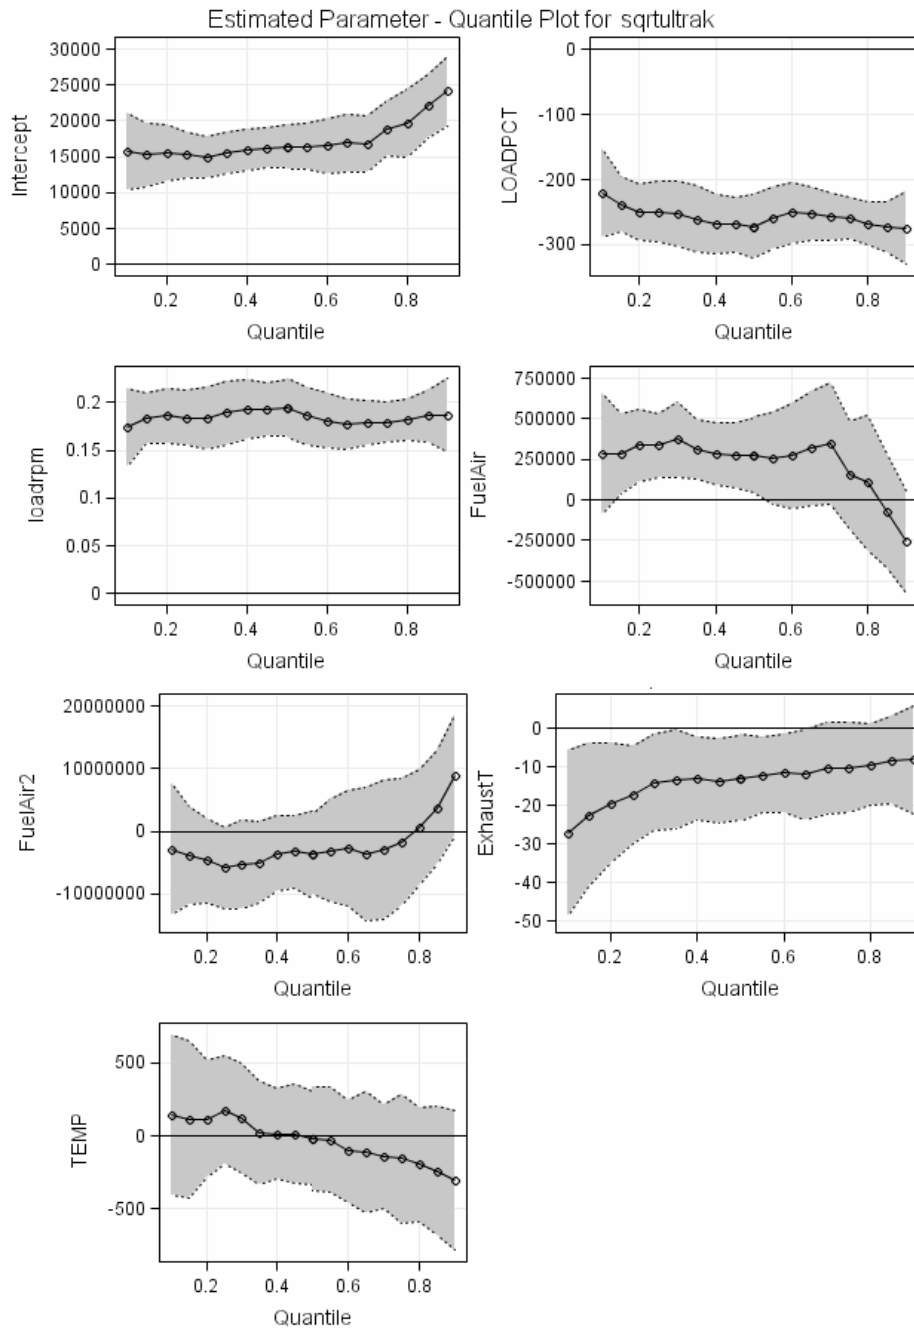 Estimated Parameter - Quantile Plot for sqrtultrak
30000
25000
20000
15000
10000
5000
0
Intercept
0.2 0.4 0.6 0.8
Quantile
0
-100
-200
-300
LOADPCT
0.2 0.4 0.6 0.8
Quantile
0.2
0.15
0.1
0.05
0
loadrpm
0.2 0.4 0.6 0.8
Quantile
750000
500000
250000
0
-250000
-500000
FuelAir
0.2 0.4 0.6 0.8
Quantile
20000000
10000000
0
-10000000
FuelAir2
0.2 0.4 0.6 0.8
Quantile
0
-10
-20
-30
-40
-50
ExhaustT
0.2 0.4 0.6 0.8
Quantile
500
0
-500
TEMP
0.2 0.4 0.6 0.8
Quantile